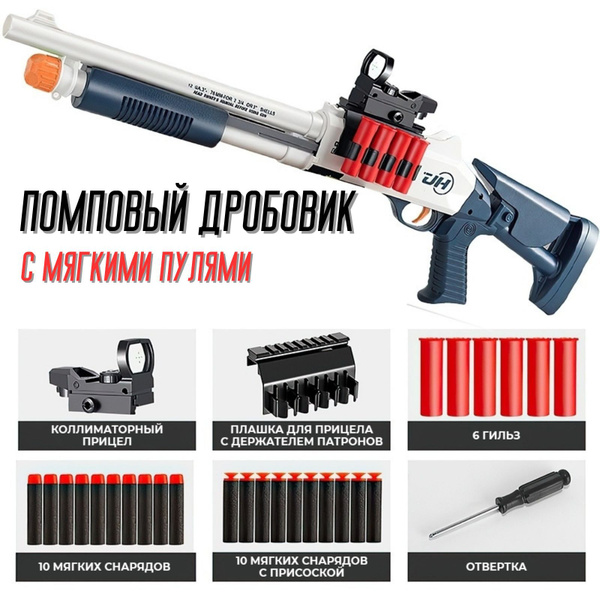 ПОМПОВЫЙ ДРОБОВИК
С МЯГКИМИ ПУЛЯМИ
КОЛЛИМАТОРНЫЙ
ПРИЦЕЛ
ПЛАШКА ДЛЯ ПРИЦЕЛА
С ДЕРЖАТЕЛЕМ ПАТРОНОВ
6 ГИЛЬЗ
10 МЯГКИХ СНАРЯДОВ
10 МЯГКИХ СНАРЯДОВ
С ПРИСОСКОЙ
ОТВЕРТКА